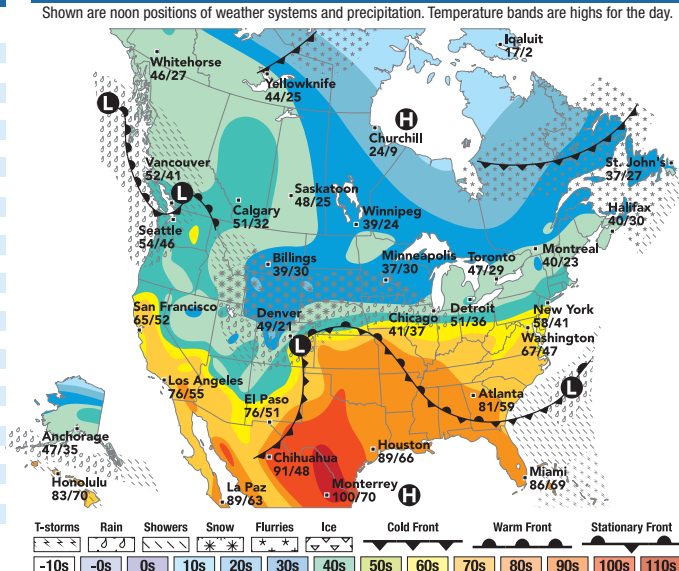 Shown are noon positions of weather systems and precipitation. Temperature bands are highs for the day.
Iqaluit
17/2
Whitehorse
46/27
Yellowknife
44/25
L
H
Churchill
24/9
Vancouver
52/41
St. John's
37/27
L
Saskatoon
48/25
Calgary
51/32
Winnipeg
39/24
Halifax
40/30
Seattle
54/46
Billings
39/30
Minneapolis
37/30
Toronto
47/29
Montreal
40/23
San Francisco
65/52
Denver
49/21
Chicago
41/37
Detroit
51/36
New York
58/41
Washington
67/47
L
Los Angeles
76/55
El Paso
76/51
Atlanta
81/59
L
Anchorage
47/35
Chihuahua
91/48
Houston
89/66
Honolulu
83/70
La Paz
89/63
Monterrey
100/70
H
Miami
86/69
T-storms Rain Showers Snow Flurries Ice Cold Front Warm Front Stationary Front
-10s -0s 0s 10s 20s 30s 40s 50s 60s 70s 80s 90s 100s 110s